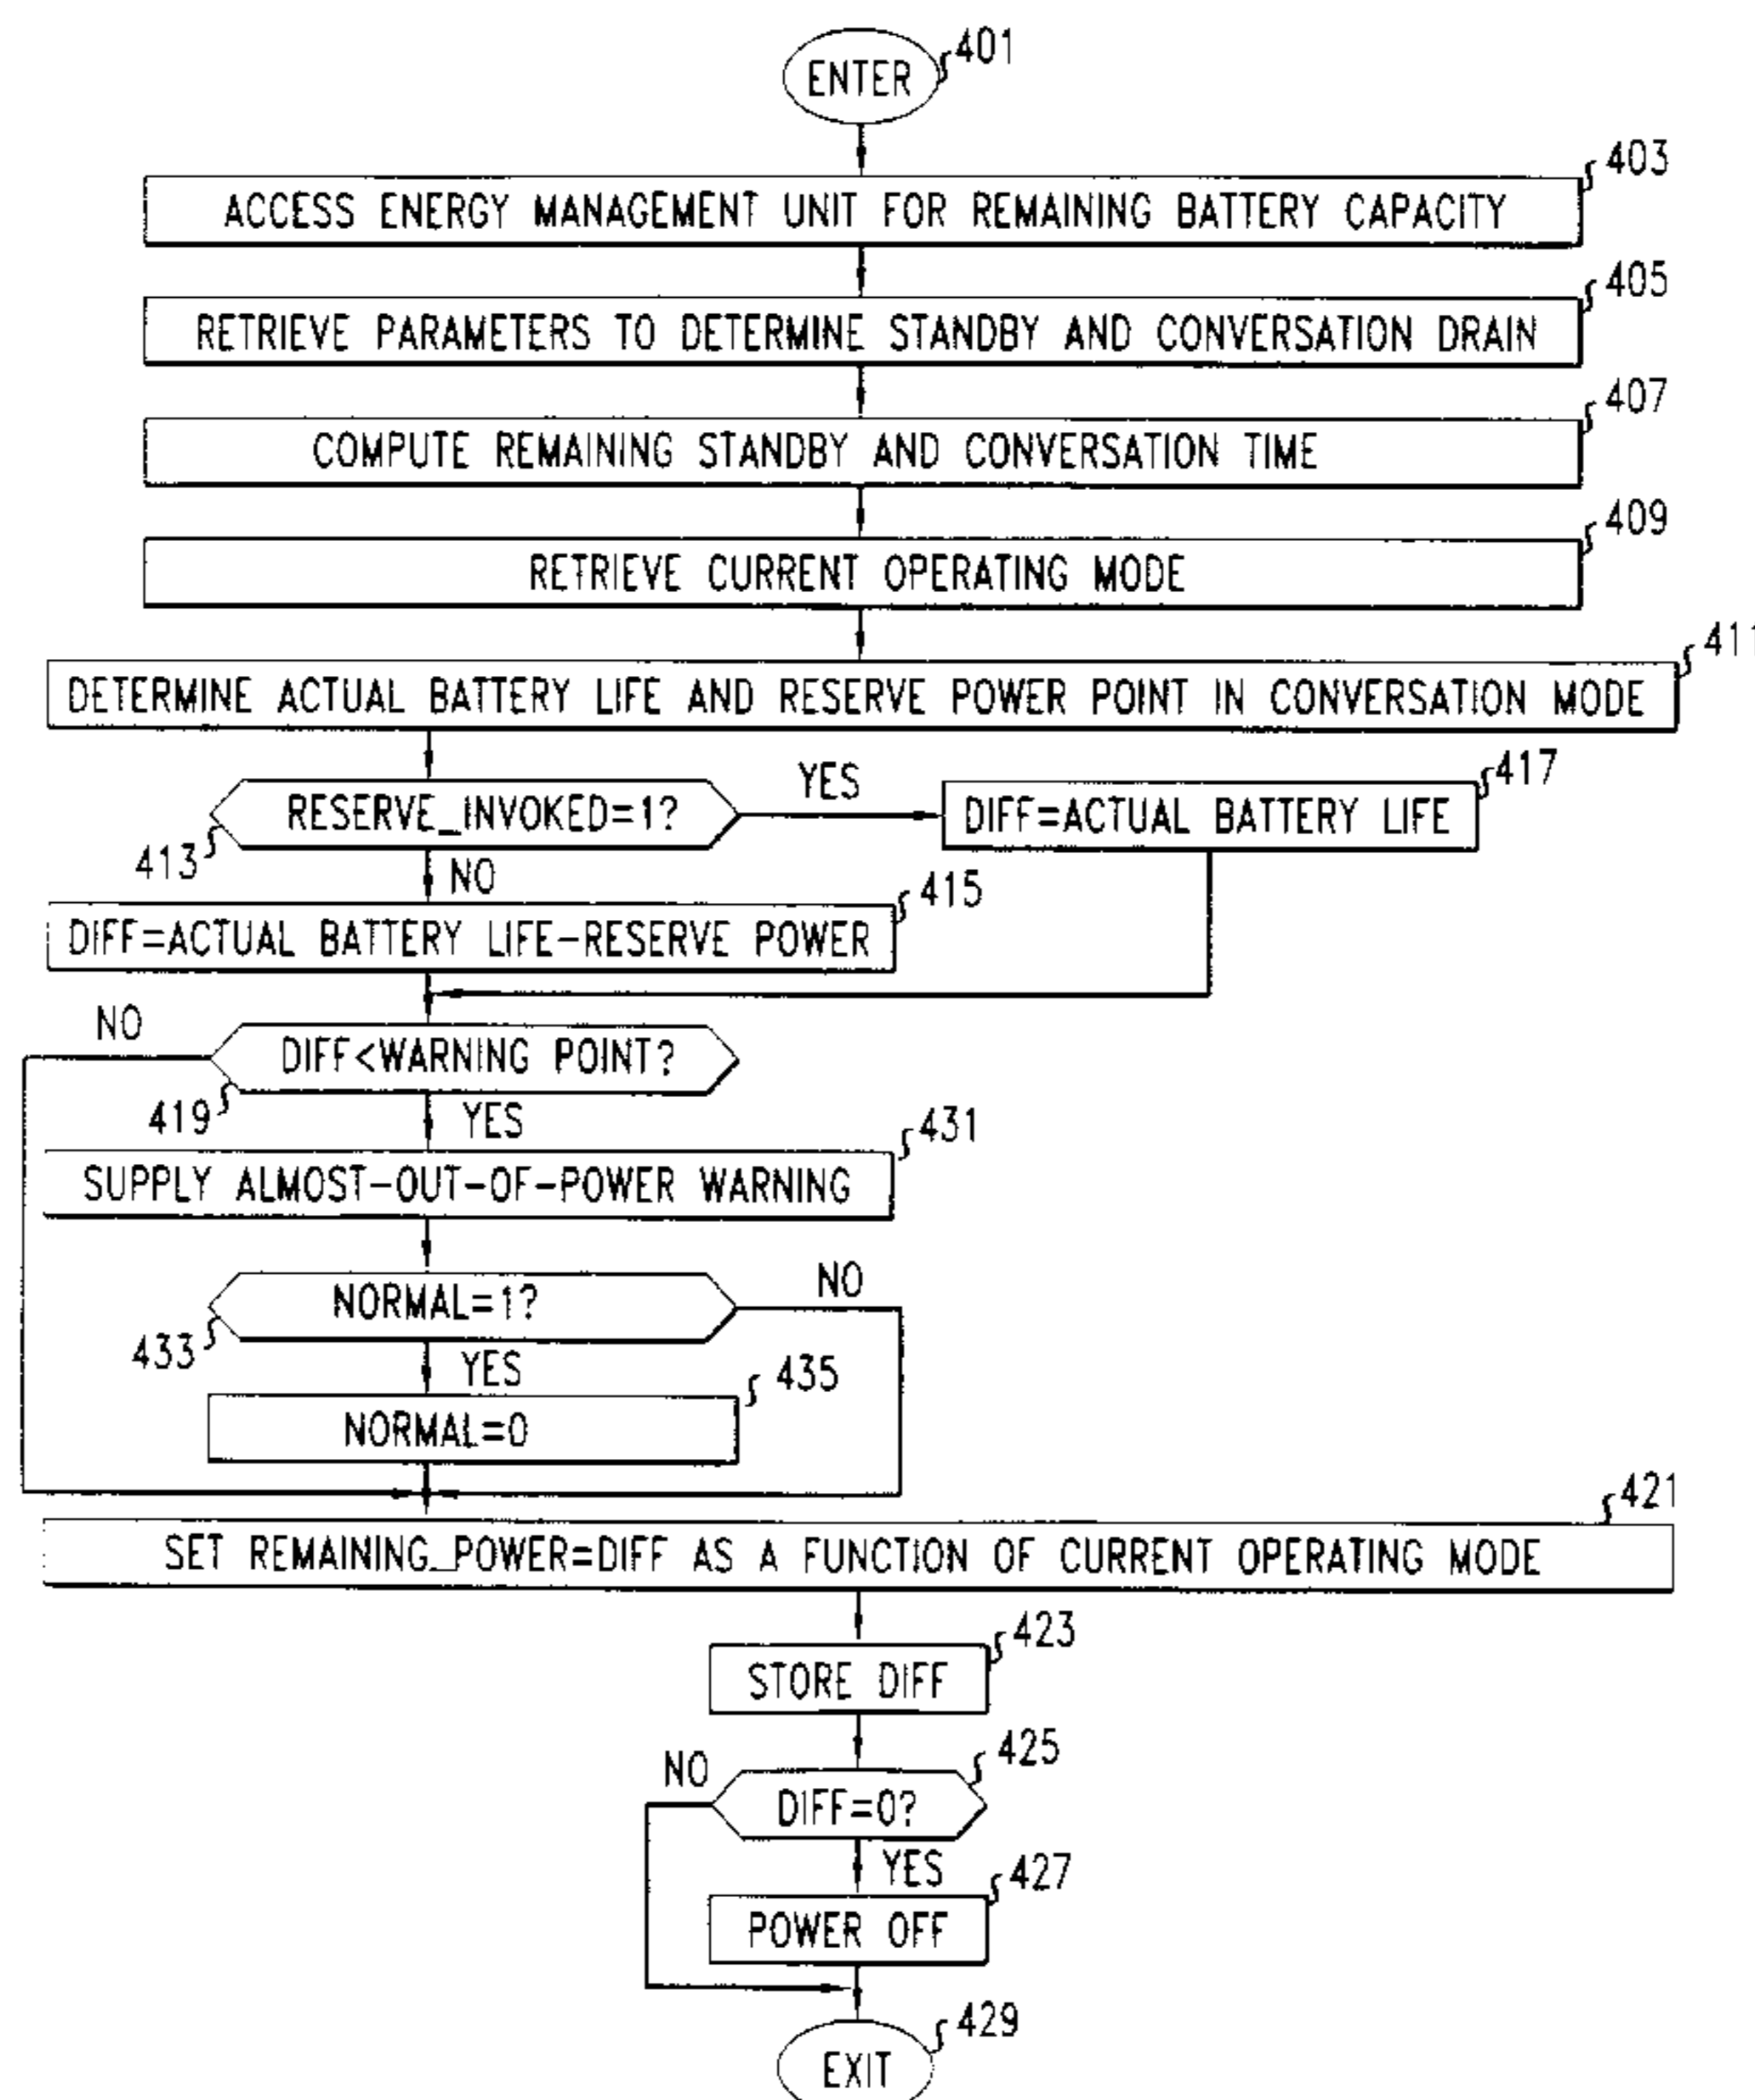 ENTER 401
403
ACCESS ENERGY MANAGEMENT UNIT FOR REMAINING BATTERY CAPACITY
405
RETRIEVE PARAMETERS TO DETERMINE STANDBY AND CONVERSATION DRAIN
407
COMPUTE REMAINING STANDBY AND CONVERSATION TIME
409
RETRIEVE CURRENT OPERATING MODE
411
DETERMINE ACTUAL BATTERY LIFE AND RESERVE POWER POINT IN CONVERSATION MODE
RESERVE_INVOKED=1?
YES
417
DIFF=ACTUAL BATTERY LIFE
413
NO
415
DIFF=ACTUAL BATTERY LIFE-RESERVE POWER
NO
DIFF<WARNING POINT?
419
YES
431
SUPPLY ALMOST-OUT-OF-POWER WARNING
NORMAL=1?
NO
433
YES
435
NORMAL=0
421
SET REMAINING_POWER=DIFF AS A FUNCTION OF CURRENT OPERATING MODE
423
STORE DIFF
NO
425
DIFF=0?
YES
427
POWER OFF
429
EXIT